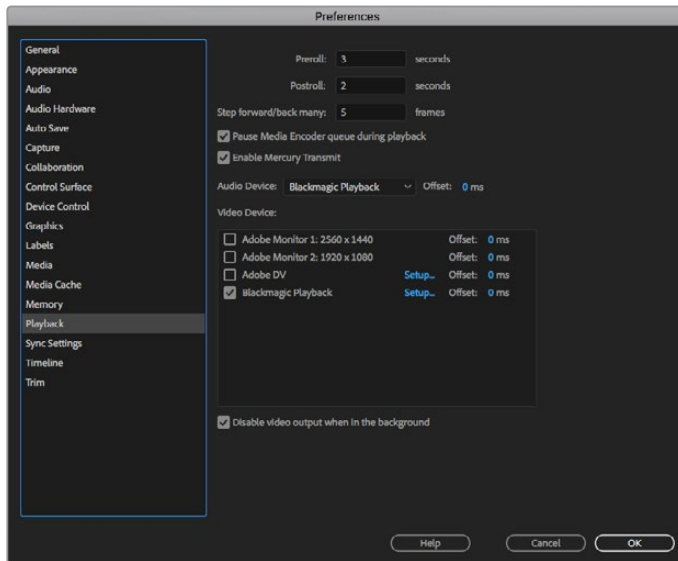 Preferences
General
Appearance
Audio
Audio Hardware
Auto Save
Capture
Collaboration
Control Surface
Device Control
Graphics
Labels
Media
Media Cache
Memory
Playback
Sync Settings
Timeline
Trim
Preroll: 3 seconds
Postroll: 2 seconds
Step forward/back many: 5 frames
Pause Media Encoder queue during playback
Enable Mercury Transmit
Audio Device: Blackmagic Playback Offset: 0 ms
Video Device:
Adobe Monitor 1: 2560 x 1440 Offset: 0 ms
Adobe Monitor 2: 1920 x 1080 Offset: 0 ms
Adobe DV Setup... Offset: 0 ms
Blackmagic Playback Setup... Offset: 0 ms
Disable video output when in the background
Help Cancel OK